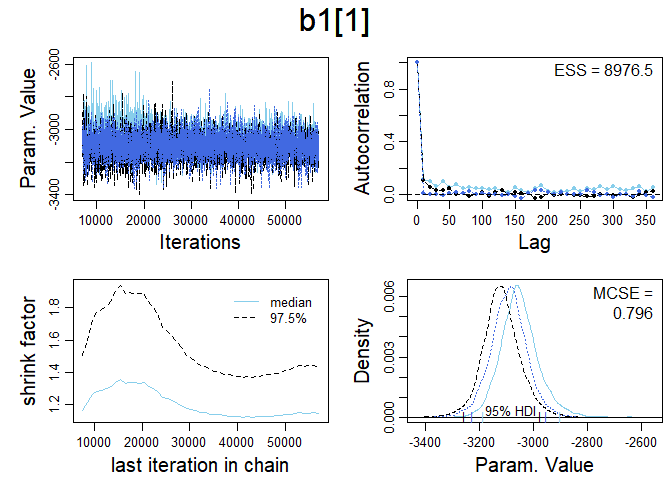 b1[1]
Param. Value
-3400
-3000
-2600
10000 20000 30000 40000 50000
Iterations
Autocorrelation
0.0
0.4
0.8
ESS = 8976.5
0 50 100 150 200 250 300 350
Lag
shrink factor
1.2
1.4
1.6
1.8
median
97.5%
10000 20000 30000 40000 50000
last iteration in chain
Density
0.000
0.003
0.006
MCSE =
0.796
95% HDI
-3400 -3200 -3000 -2800 -2600
Param. Value